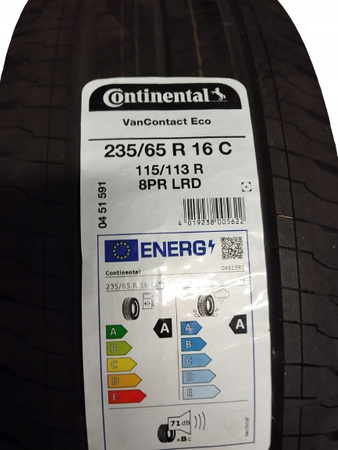 Continental
VanContact Eco
235/65 R 16 C
115/113 R
8PR LRD
04 51 591
4 019238 005622
ENERG
Continental
0451591
235/65 R 16 C
A A A A
B B
C C
D D
E E
71 dB
ABC